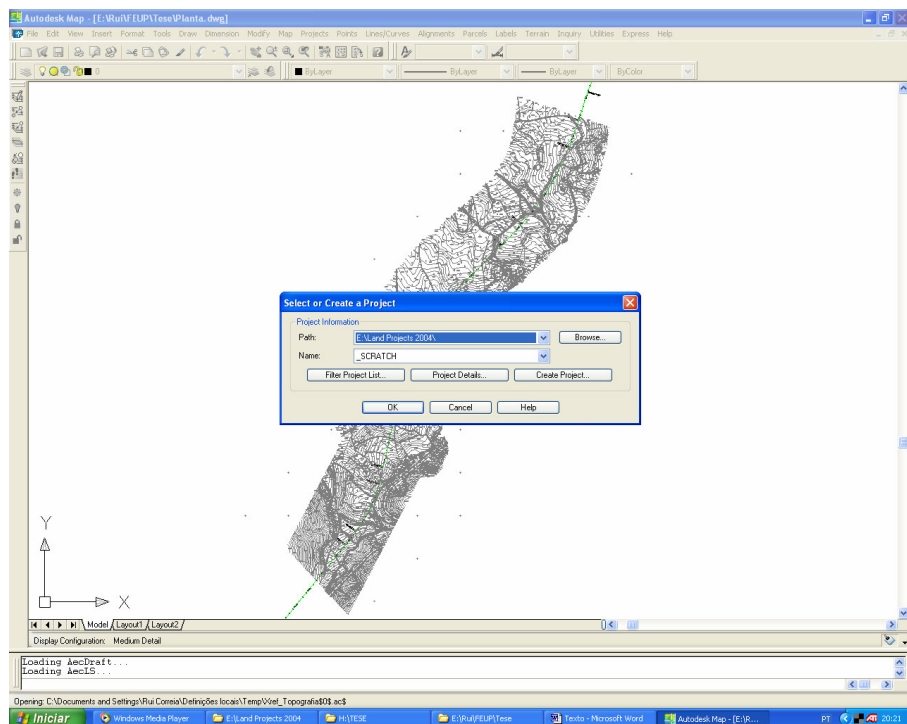 Autodesk Map - [E:\Rui\FEUP\Tese\Planta.dwg]
File Edit View Insert Format Tools Draw Dimension Modify Map Projects Points Lines/Curves Alignments Parcels Labels Terrain Inquiry Utilities Express Help
0 ByLayer ByLayer ByLayer ByColor
Select or Create a Project
Project Information
Path: E:\Land Projects 2004\ Browse...
Name: _SCRATCH
Filter Project List... Project Details... Create Project...
OK Cancel Help
Y
X
Model Layout1 Layout2
Display Configuration: Medium Detail
Loading AecDraft...
Loading AecLS...
Opening: C:\Documents and Settings\Rui Correia\Definições locais\Temp\Xref_Topografia$0$.ac$
Iniciar Windows Media Player E:\Land Projects 2004 H:\TESE E:\Rui\FEUP\Tese Texto - Microsoft Word Autodesk Map - [E:\R... PT 20:21